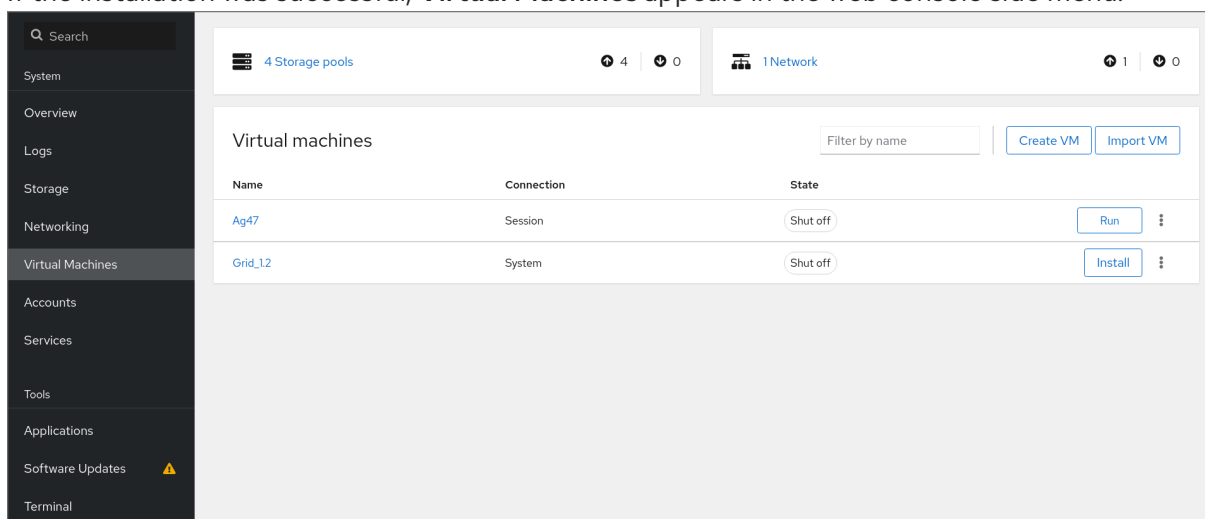 If the installation was successful, Virtual Machines appears in the web console side menu.
Search
System
Overview
Logs
Storage
Networking
Virtual Machines
Accounts
Services
Tools
Applications
Software Updates
Terminal
4 Storage pools 4 0
1 Network 1 0
Virtual machines Filter by name Create VM Import VM
Name Connection State
Ag47 Session Shut off Run
Grid_1.2 System Shut off Install